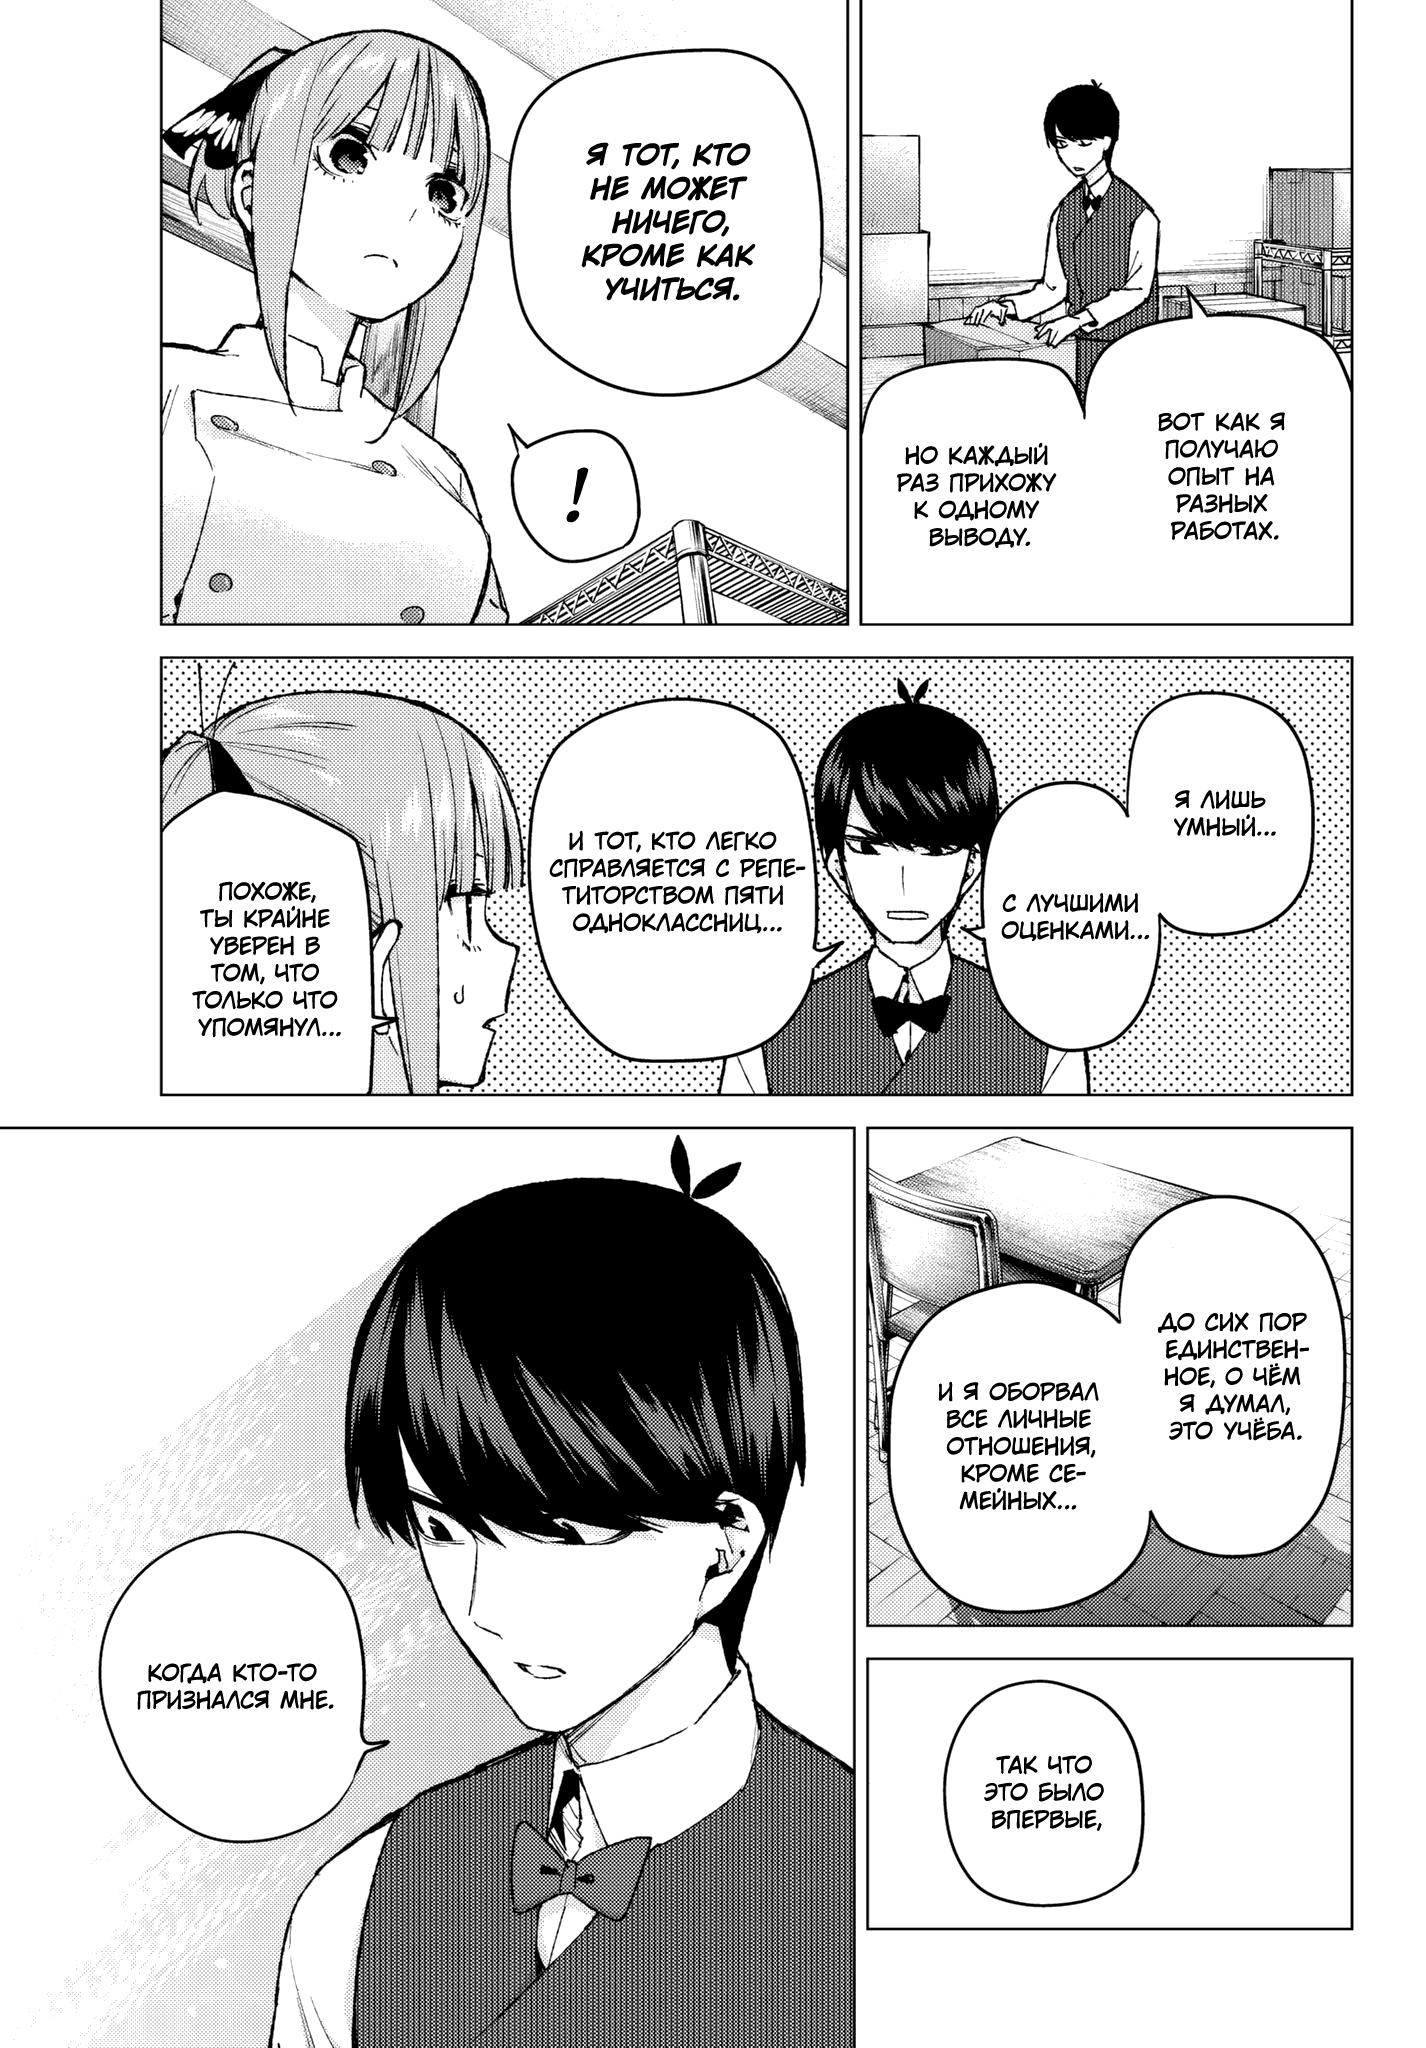 ВОТ КАК Я
ПОЛУЧАЮ
ОПЫТ НА
РАЗНЫХ
РАБОТАХ.
НО КАЖДЫЙ
РАЗ ПРИХОЖУ
К ОДНОМУ
ВЫВОДУ.
Я ТОТ, КТО
НЕ МОЖЕТ
НИЧЕГО,
КРОМЕ КАК
УЧИТЬСЯ.
!
Я ЛИШЬ
УМНЫЙ...
С ЛУЧШИМИ
ОЦЕНКАМИ...
И ТОТ, КТО ЛЕГКО
СПРАВЛЯЕТСЯ С РЕПЕ-
ТИТОРСТВОМ ПЯТИ
ОДНОКЛАССНИЦ...
ПОХОЖЕ,
ТЫ КРАЙНЕ
УВЕРЕН В
ТОМ, ЧТО
ТОЛЬКО ЧТО
УПОМЯНУЛ...
ДО СИХ ПОР
ЕДИНСТВЕН-
НОЕ, О ЧЁМ
Я ДУМАЛ,
ЭТО УЧЁБА.
И Я ОБОРВАЛ
ВСЕ ЛИЧНЫЕ
ОТНОШЕНИЯ,
КРОМЕ СЕ-
МЕЙНЫХ...
ТАК ЧТО
ЭТО БЫЛО
ВПЕРВЫЕ,
КОГДА КТО-ТО
ПРИЗНАЛСЯ МНЕ.